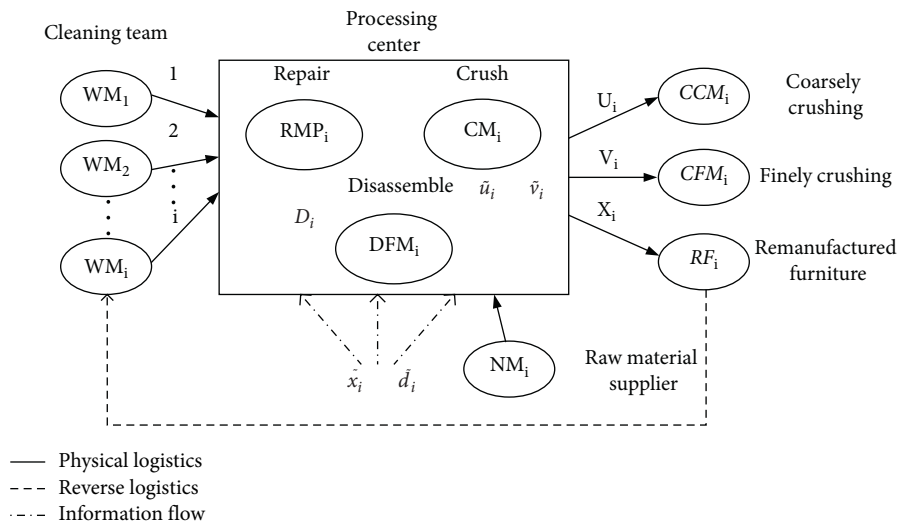 Processing
center
Cleaning team
1
WM1
2
WM2
i
WMi
Repair
Crush
RMPi
CMi
Disassemble
ũi
ṽi
Di
DFMi
Ui
CCMi
Coarsely
crushing
Vi
CFMi
Finely crushing
Xi
RFi
Remanufactured
furniture
x̃i
d̃i
NMi
Raw material
supplier
Physical logistics
Reverse logistics
Information flow